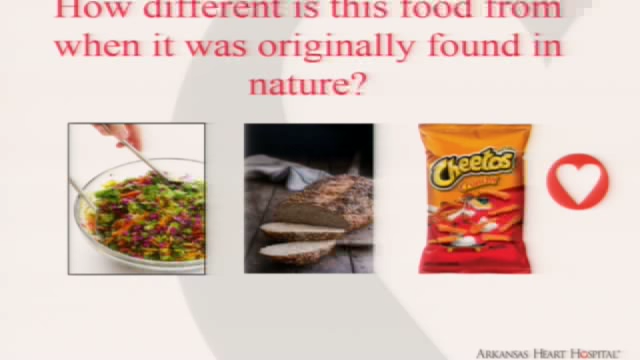 How different is this food from
when it was originally found in
nature?
Cheetos
ARKANSAS HEART HOSPITAL